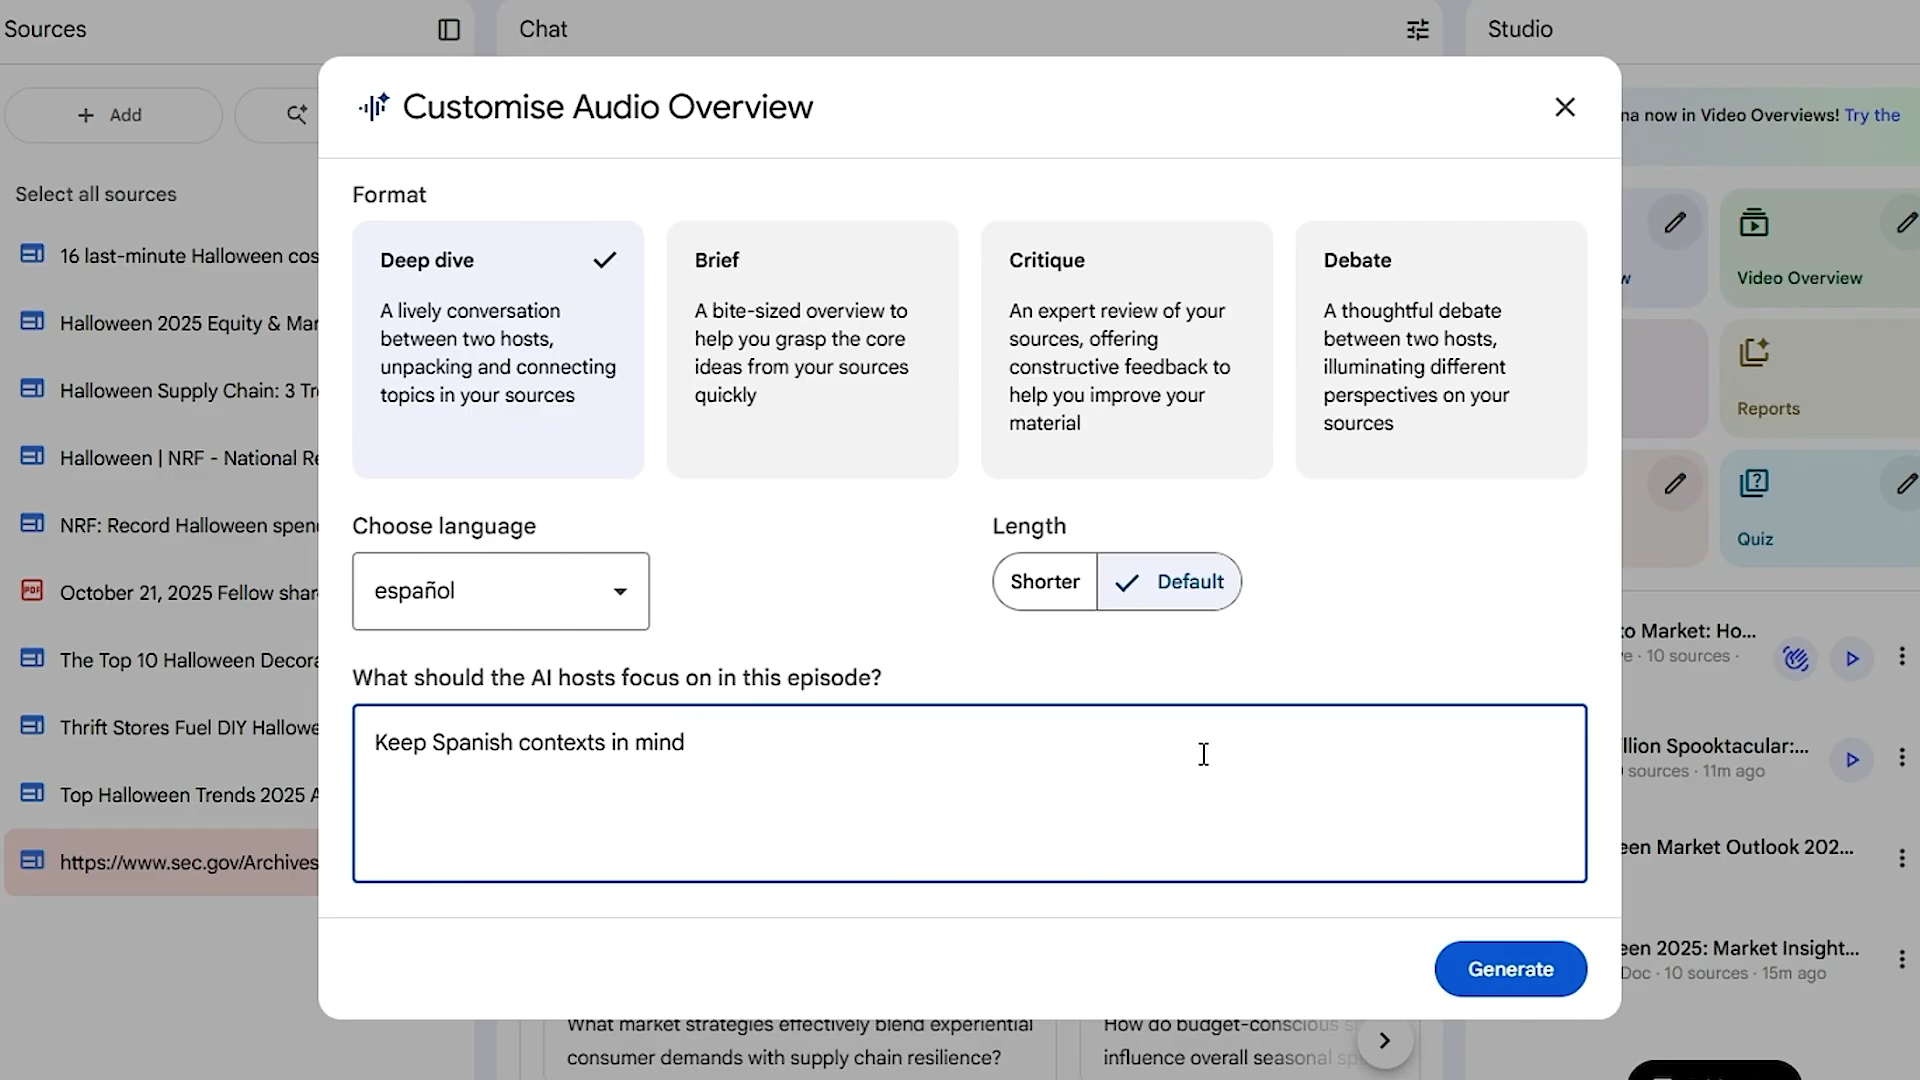 Sources
Chat
Studio
+ Add
Select all sources
16 last-minute Halloween cos
Halloween 2025 Equity & Mar
Halloween Supply Chain: 3 Tr
Halloween | NRF - National Re
NRF: Record Halloween spen
PDF
October 21, 2025 Fellow shar
The Top 10 Halloween Decora
Thrift Stores Fuel DIY Hallowe
Top Halloween Trends 2025 A
https://www.sec.gov/Archives
Customise Audio Overview
Format
Deep dive
A lively conversation
between two hosts,
unpacking and connecting
topics in your sources
Brief
A bite-sized overview to
help you grasp the core
ideas from your sources
quickly
Critique
An expert review of your
sources, offering
constructive feedback to
help you improve your
material
Debate
A thoughtful debate
between two hosts,
illuminating different
perspectives on your
sources
Choose language
español
Length
Shorter
Default
What should the AI hosts focus on in this episode?
Keep Spanish contexts in mind
Generate
What market strategies effectively blend experiential
consumer demands with supply chain resilience?
How do budget-conscious s
influence overall seasonal sp
na now in Video Overviews! Try the
w
Video Overview
Reports
Quiz
to Market: Ho...
e · 10 sources ·
llion Spooktacular:...
sources · 11m ago
een Market Outlook 202...
een 2025: Market Insight...
Doc · 10 sources · 15m ago